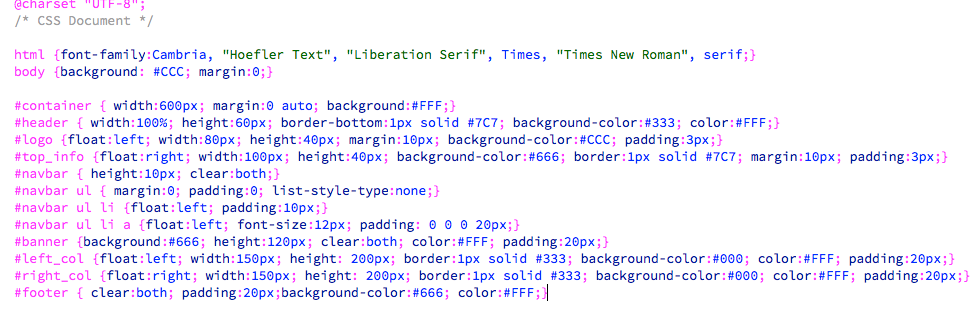 @charset "UTF-8";
/* CSS Document */
html {font-family:Cambria, "Hoefler Text", "Liberation Serif", Times, "Times New Roman", serif;}
body {background: #CCC; margin:0;}
#container { width:600px; margin:0 auto; background:#FFF;}
#header { width:100%; height:60px; border-bottom:1px solid #7C7; background-color:#333; color:#FFF;}
#logo {float:left; width:80px; height:40px; margin:10px; background-color:#CCC; padding:3px;}
#top_info {float:right; width:100px; height:40px; background-color:#666; border:1px solid #7C7; margin:10px; padding:3px;}
#navbar { height:10px; clear:both;}
#navbar ul { margin:0; padding:0; list-style-type:none;}
#navbar ul li {float:left; padding:10px;}
#navbar ul li a {float:left; font-size:12px; padding: 0 0 0 20px;}
#banner {background:#666; height:120px; clear:both; color:#FFF; padding:20px;}
#left_col {float:left; width:150px; height: 200px; border:1px solid #333; background-color:#000; color:#FFF; padding:20px;}
#right_col {float:right; width:150px; height: 200px; border:1px solid #333; background-color:#000; color:#FFF; padding:20px;}
#footer { clear:both; padding:20px;background-color:#666; color:#FFF;}